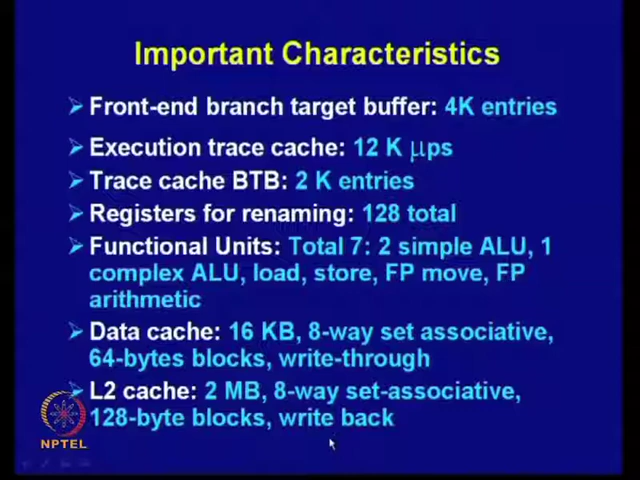 Important Characteristics
Front-end branch target buffer: 4K entries
Execution trace cache: 12 K μps
Trace cache BTB: 2 K entries
Registers for renaming: 128 total
Functional Units: Total 7: 2 simple ALU, 1
complex ALU, load, store, FP move, FP
arithmetic
Data cache: 16 KB, 8-way set associative,
64-bytes blocks, write-through
L2 cache: 2 MB, 8-way set-associative,
128-byte blocks, write back
NPTEL